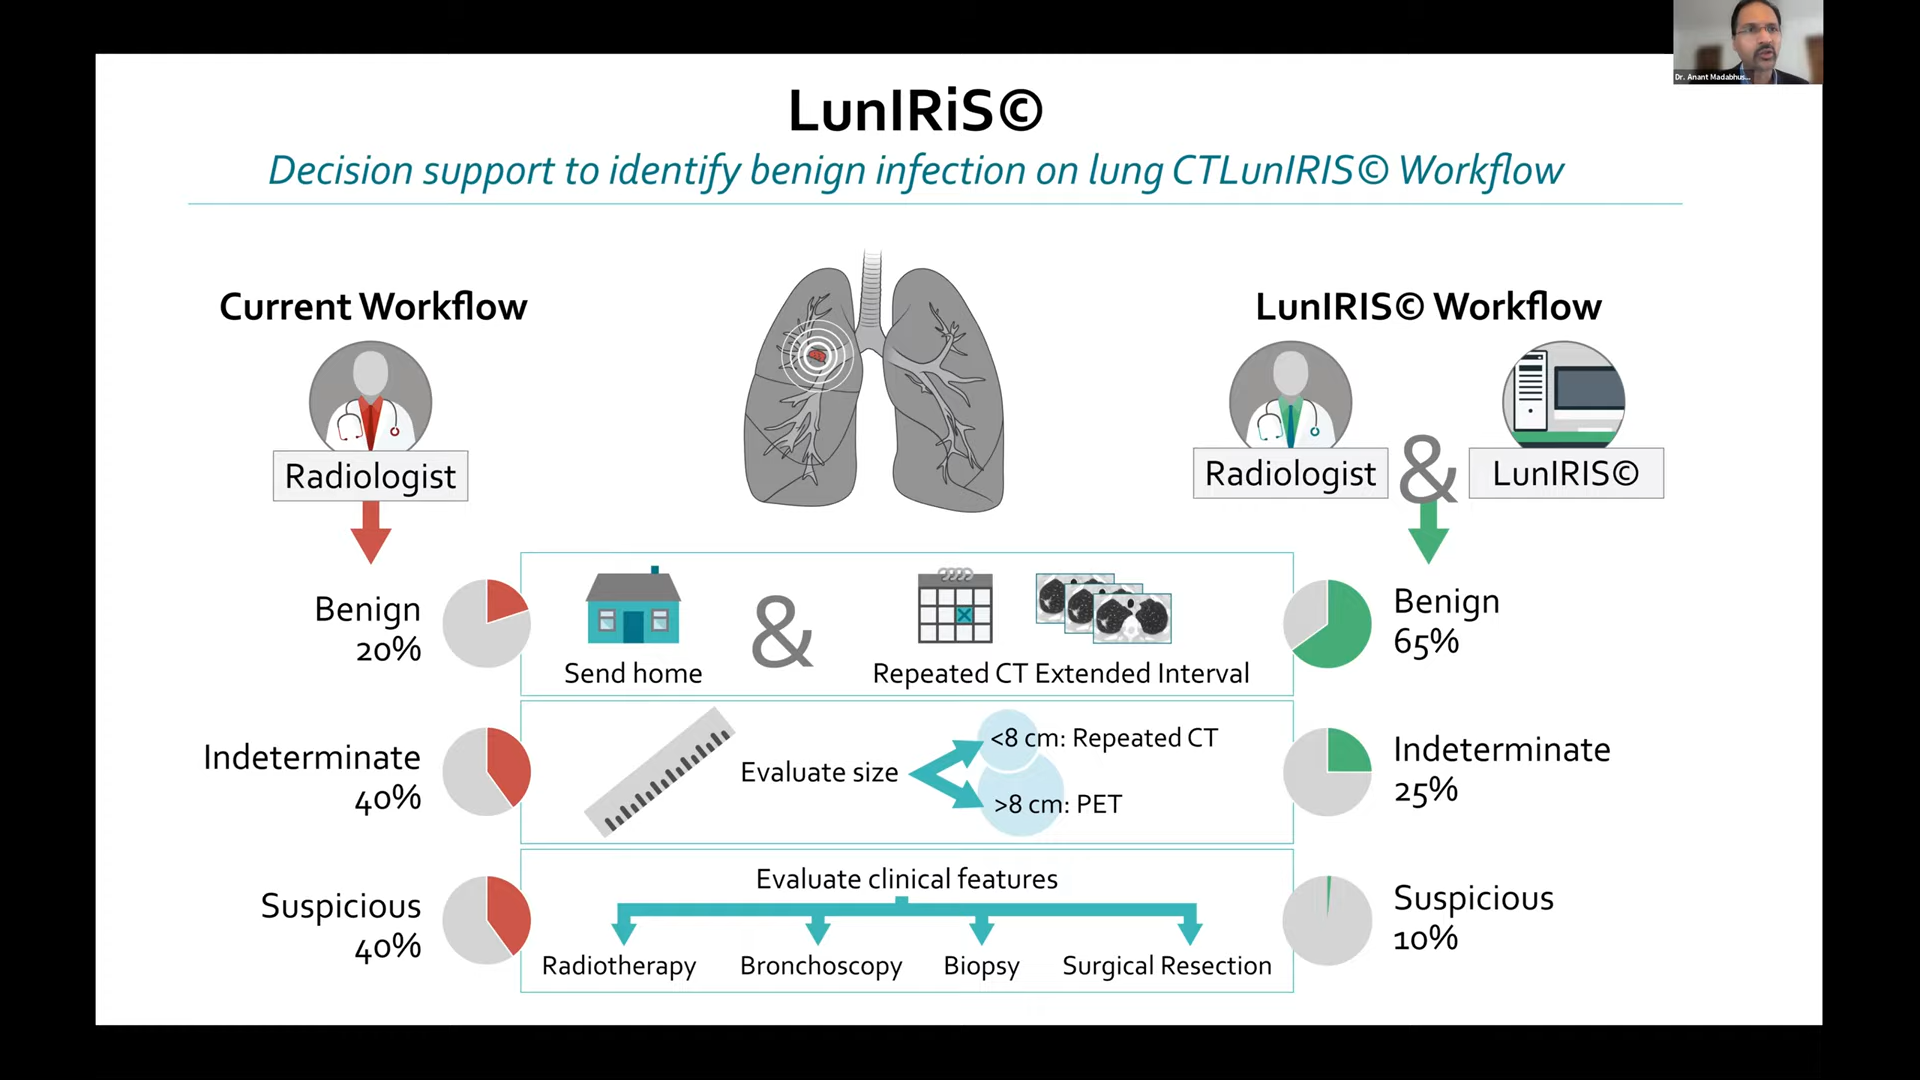 Dr. Anant Madabhus...
LunIRiS©
Decision support to identify benign infection on lung CTLunIRIS© Workflow
Current Workflow
LunIRIS© Workflow
Radiologist
Radiologist
&
LunIRIS©
Benign
20%
Send home
&
Repeated CT Extended Interval
Benign
65%
Indeterminate
40%
Evaluate size
<8 cm: Repeated CT
>8 cm: PET
Indeterminate
25%
Suspicious
40%
Evaluate clinical features
Radiotherapy
Bronchoscopy
Biopsy
Surgical Resection
Suspicious
10%